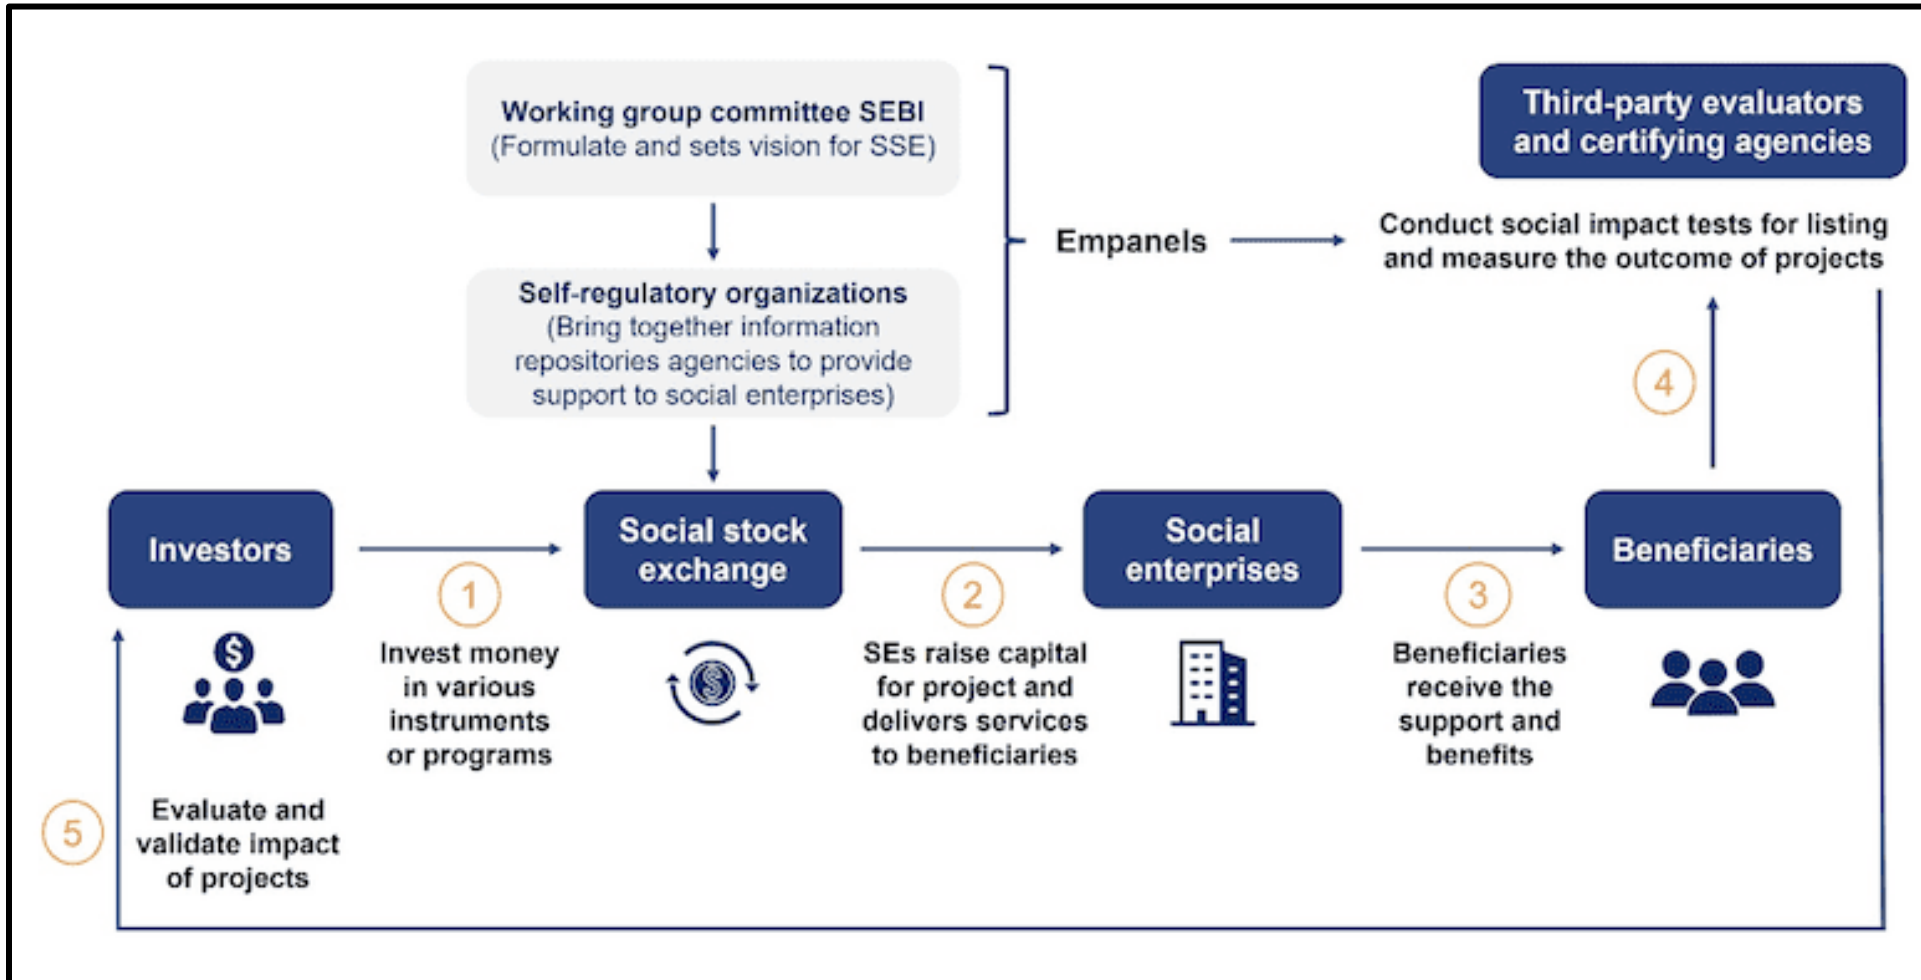 Working group committee SEBI
(Formulate and sets vision for SSE)
Third-party evaluators
and certifying agencies
Empanels
Conduct social impact tests for listing
and measure the outcome of projects
Self-regulatory organizations
(Bring together information
repositories agencies to provide
support to social enterprises)
4
Investors
Social stock
exchange
Social
enterprises
Beneficiaries
1
Invest money
in various
instruments
or programs
2
SEs raise capital
for project and
delivers services
to beneficiaries
3
Beneficiaries
receive the
support and
benefits
$
$
5
Evaluate and
validate impact
of projects